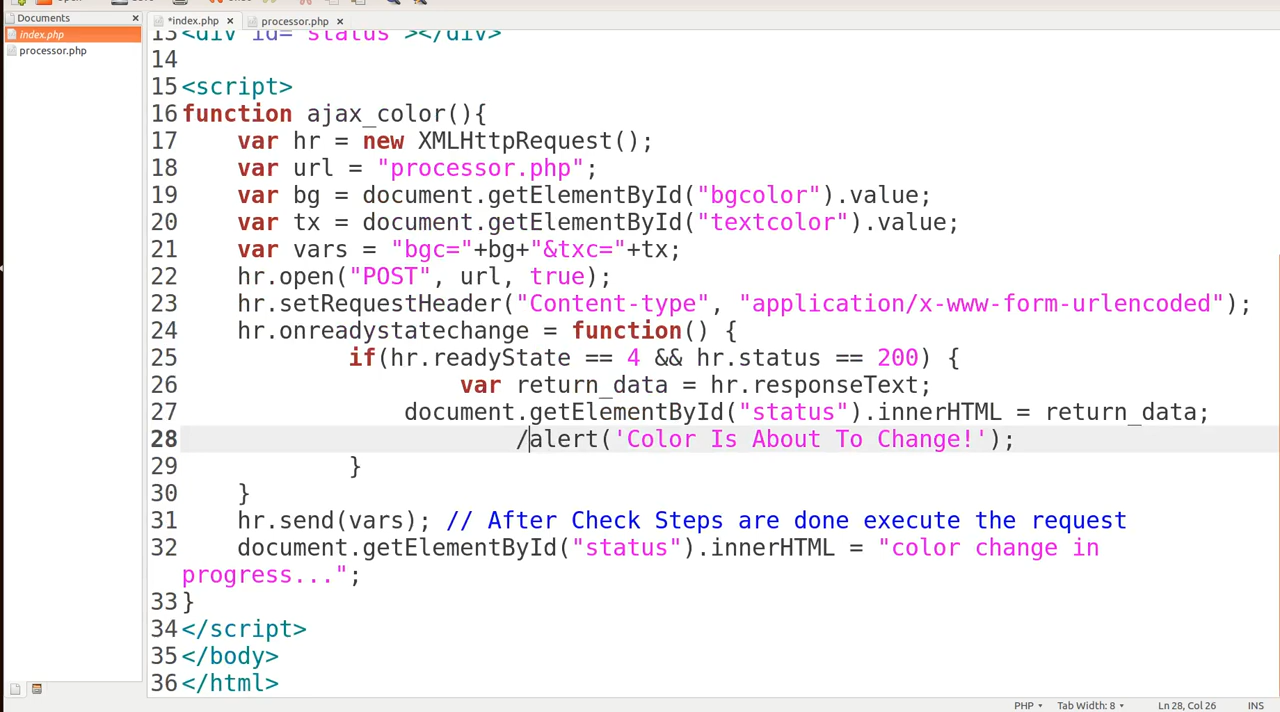 Documents
*index.php
processor.php
index.php
processor.php
13 <div id="status"></div>
14
15 <script>
16 function ajax_color(){
17 var hr = new XMLHttpRequest();
18 var url = "processor.php";
19 var bg = document.getElementById("bgcolor").value;
20 var tx = document.getElementById("textcolor").value;
21 var vars = "bgc="+bg+"&txc="+tx;
22 hr.open("POST", url, true);
23 hr.setRequestHeader("Content-type", "application/x-www-form-urlencoded");
24 hr.onreadystatechange = function() {
25 if(hr.readyState == 4 && hr.status == 200) {
26 var return_data = hr.responseText;
27 document.getElementById("status").innerHTML = return_data;
28 /alert('Color Is About To Change!');
29 }
30 }
31 hr.send(vars); // After Check Steps are done execute the request
32 document.getElementById("status").innerHTML = "color change in
progress...";
33 }
34 </script>
35 </body>
36 </html>
PHP
Tab Width: 8
Ln 28, Col 26
INS